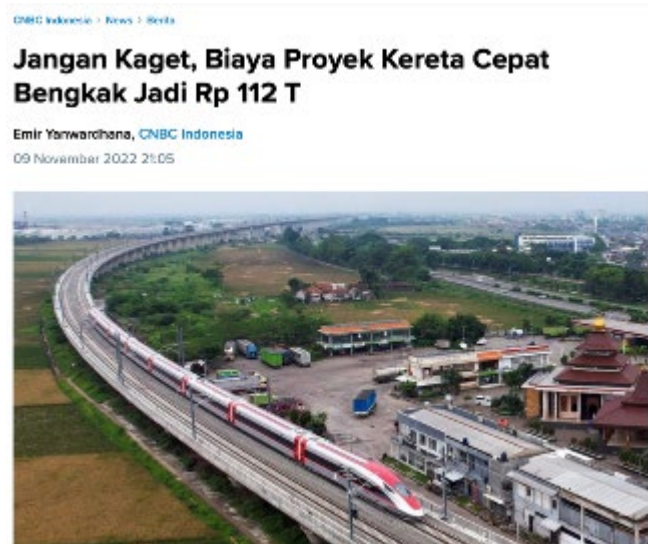 CNBC Indonesia > News > Berita
Jangan Kaget, Biaya Proyek Kereta Cepat
Bengkak Jadi Rp 112 T
Emir Yanwardhana, CNBC Indonesia
09 November 2022 21:05